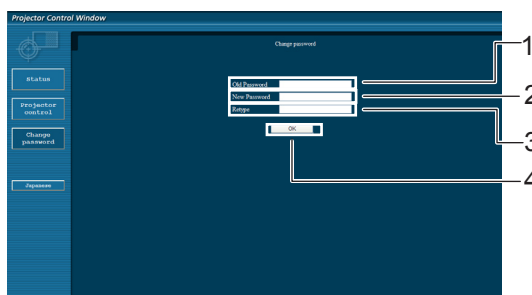 Projector Control Window
Change password
1
Status
Old Password
New Password
2
Projector
control
Retype
3
OK
Change
password
4
Japanese